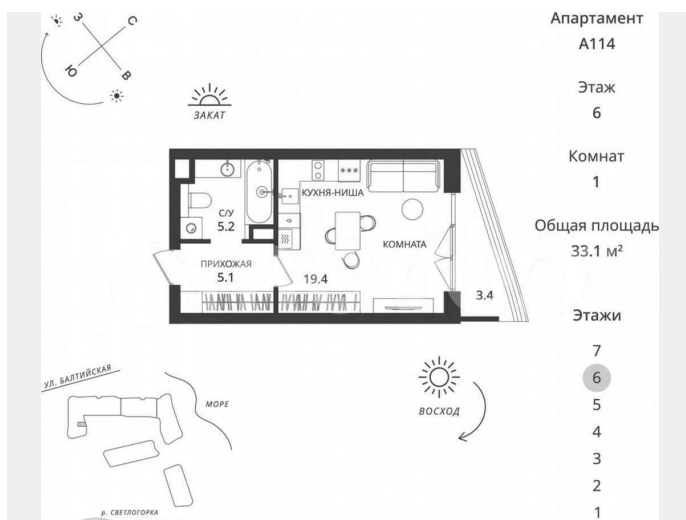 З
С
Ю
В
ЗАКАТ
КУХНЯ-НИША
С/У
5.2
КОМНАТА
ПРИХОЖАЯ
5.1
19.4
3.4
УЛ. БАЛТИЙСКАЯ
МОРЕ
ВОСХОД
р. СВЕТЛОГОРКА
Апартамент
А114
Этаж
6
Комнат
1
Общая площадь
33.1 м²
Этажи
7
6
5
4
3
2
1